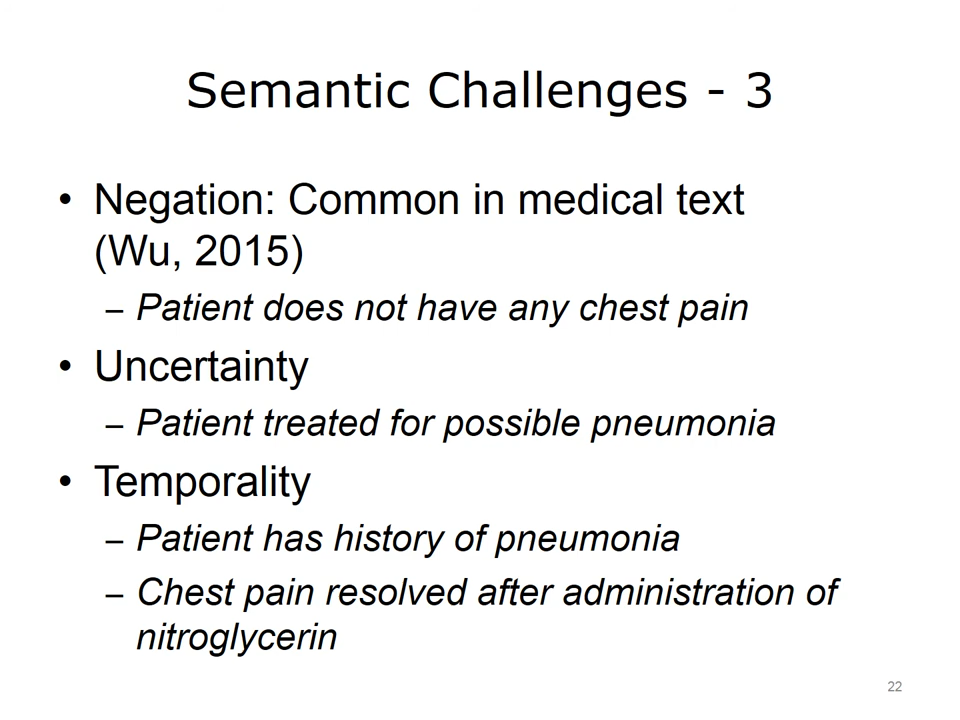 Semantic Challenges - 3
• Negation: Common in medical text
(Wu, 2015)
– Patient does not have any chest pain
• Uncertainty
– Patient treated for possible pneumonia
• Temporality
– Patient has history of pneumonia
– Chest pain resolved after administration of
nitroglycerin
22